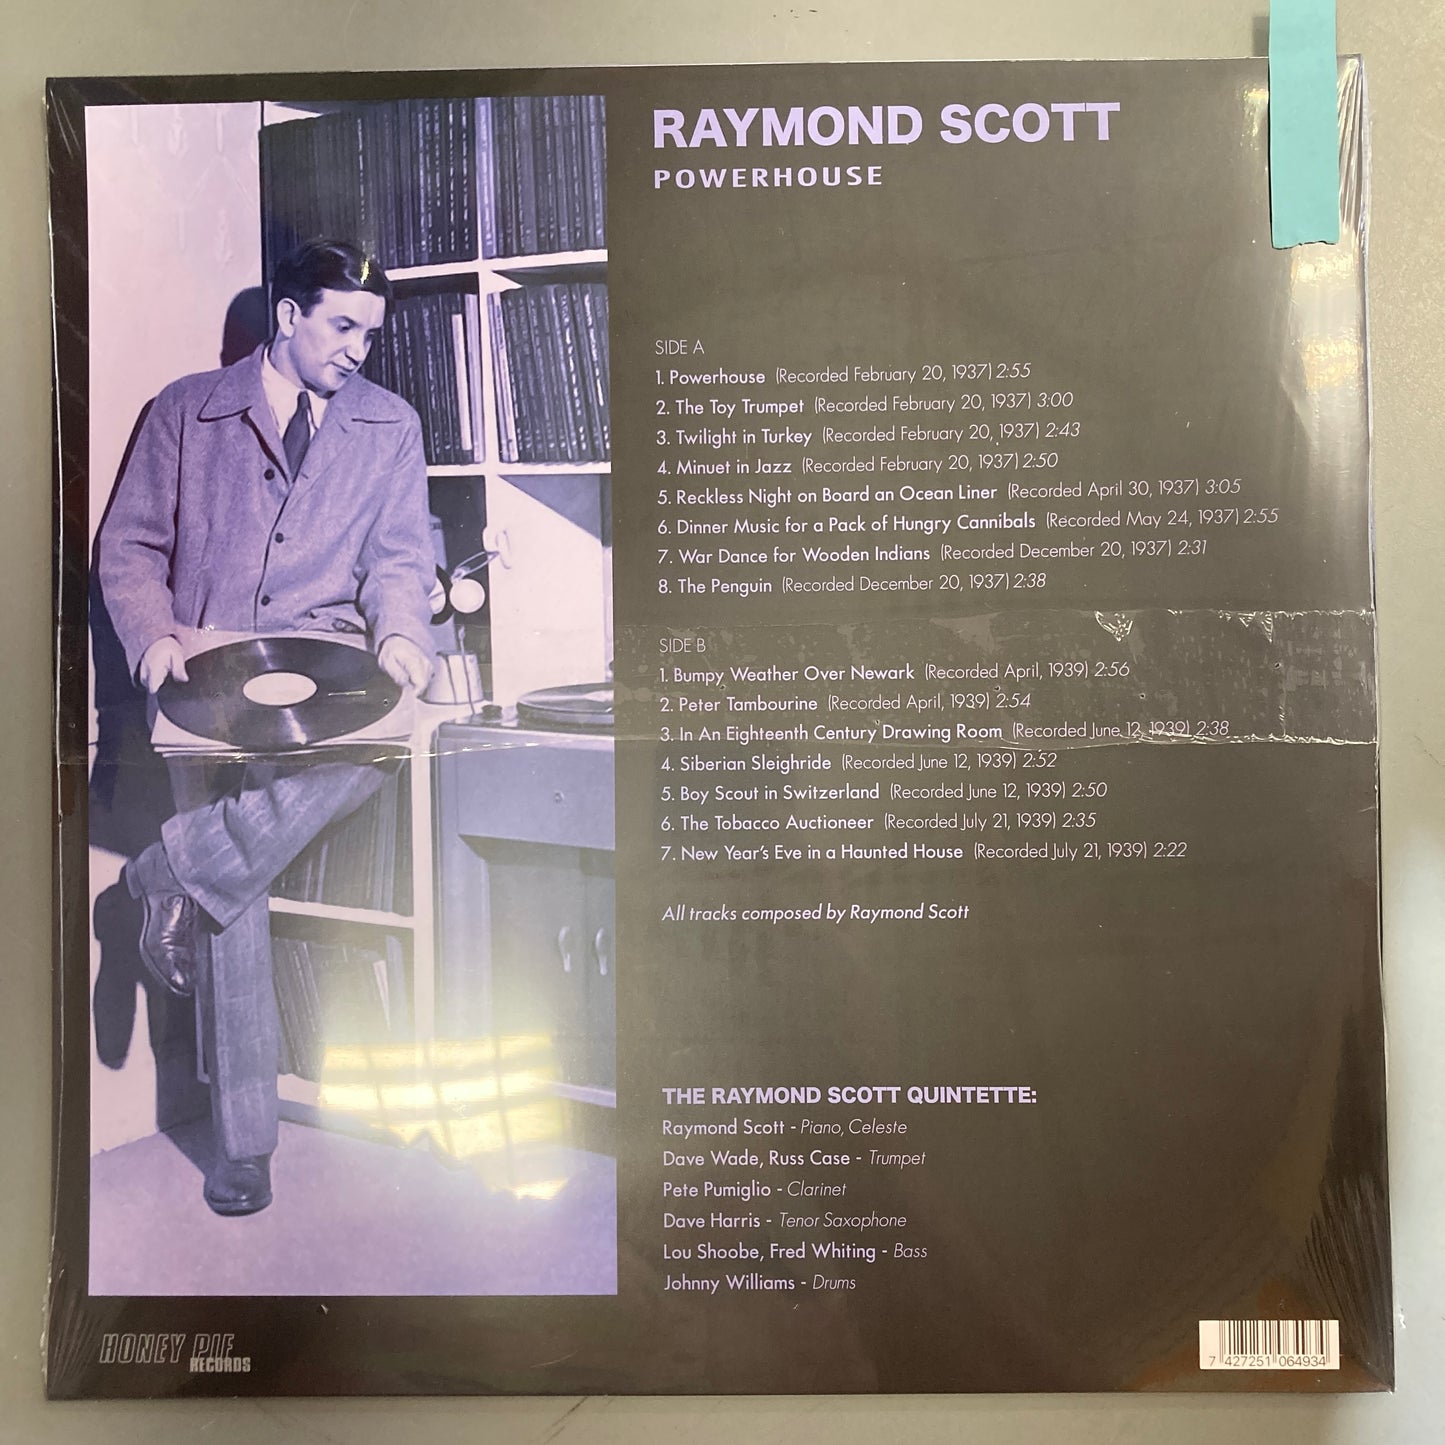 RAYMOND SCOTT
POWERHOUSE
SIDE A
1. Powerhouse (Recorded February 20, 1937) 2:55
2. The Toy Trumpet (Recorded February 20, 1937) 3:00
3. Twilight in Turkey (Recorded February 20, 1937) 2:43
4. Minuet in Jazz (Recorded February 20, 1937) 2:50
5. Reckless Night on Board an Ocean Liner (Recorded April 30, 1937) 3:05
6. Dinner Music for a Pack of Hungry Cannibals (Recorded May 24, 1937) 2:55
7. War Dance for Wooden Indians (Recorded December 20, 1937) 2:31
8. The Penguin (Recorded December 20, 1937) 2:38
SIDE B
1. Bumpy Weather Over Newark (Recorded April, 1939) 2:56
2. Peter Tambourine (Recorded April, 1939) 2:54
3. In An Eighteenth Century Drawing Room (Recorded June 12, 1939) 2:38
4. Siberian Sleighride (Recorded June 12, 1939) 2:52
5. Boy Scout in Switzerland (Recorded June 12, 1939) 2:50
6. The Tobacco Auctioneer (Recorded July 21, 1939) 2:35
7. New Year's Eve in a Haunted House (Recorded July 21, 1939) 2:22
All tracks composed by Raymond Scott
THE RAYMOND SCOTT QUINTETTE:
Raymond Scott - Piano, Celeste
Dave Wade, Russ Case - Trumpet
Pete Pumiglio - Clarinet
Dave Harris - Tenor Saxophone
Lou Shoobe, Fred Whiting - Bass
Johnny Williams - Drums
HONEY PIE
RECORDS
7 427251 064934